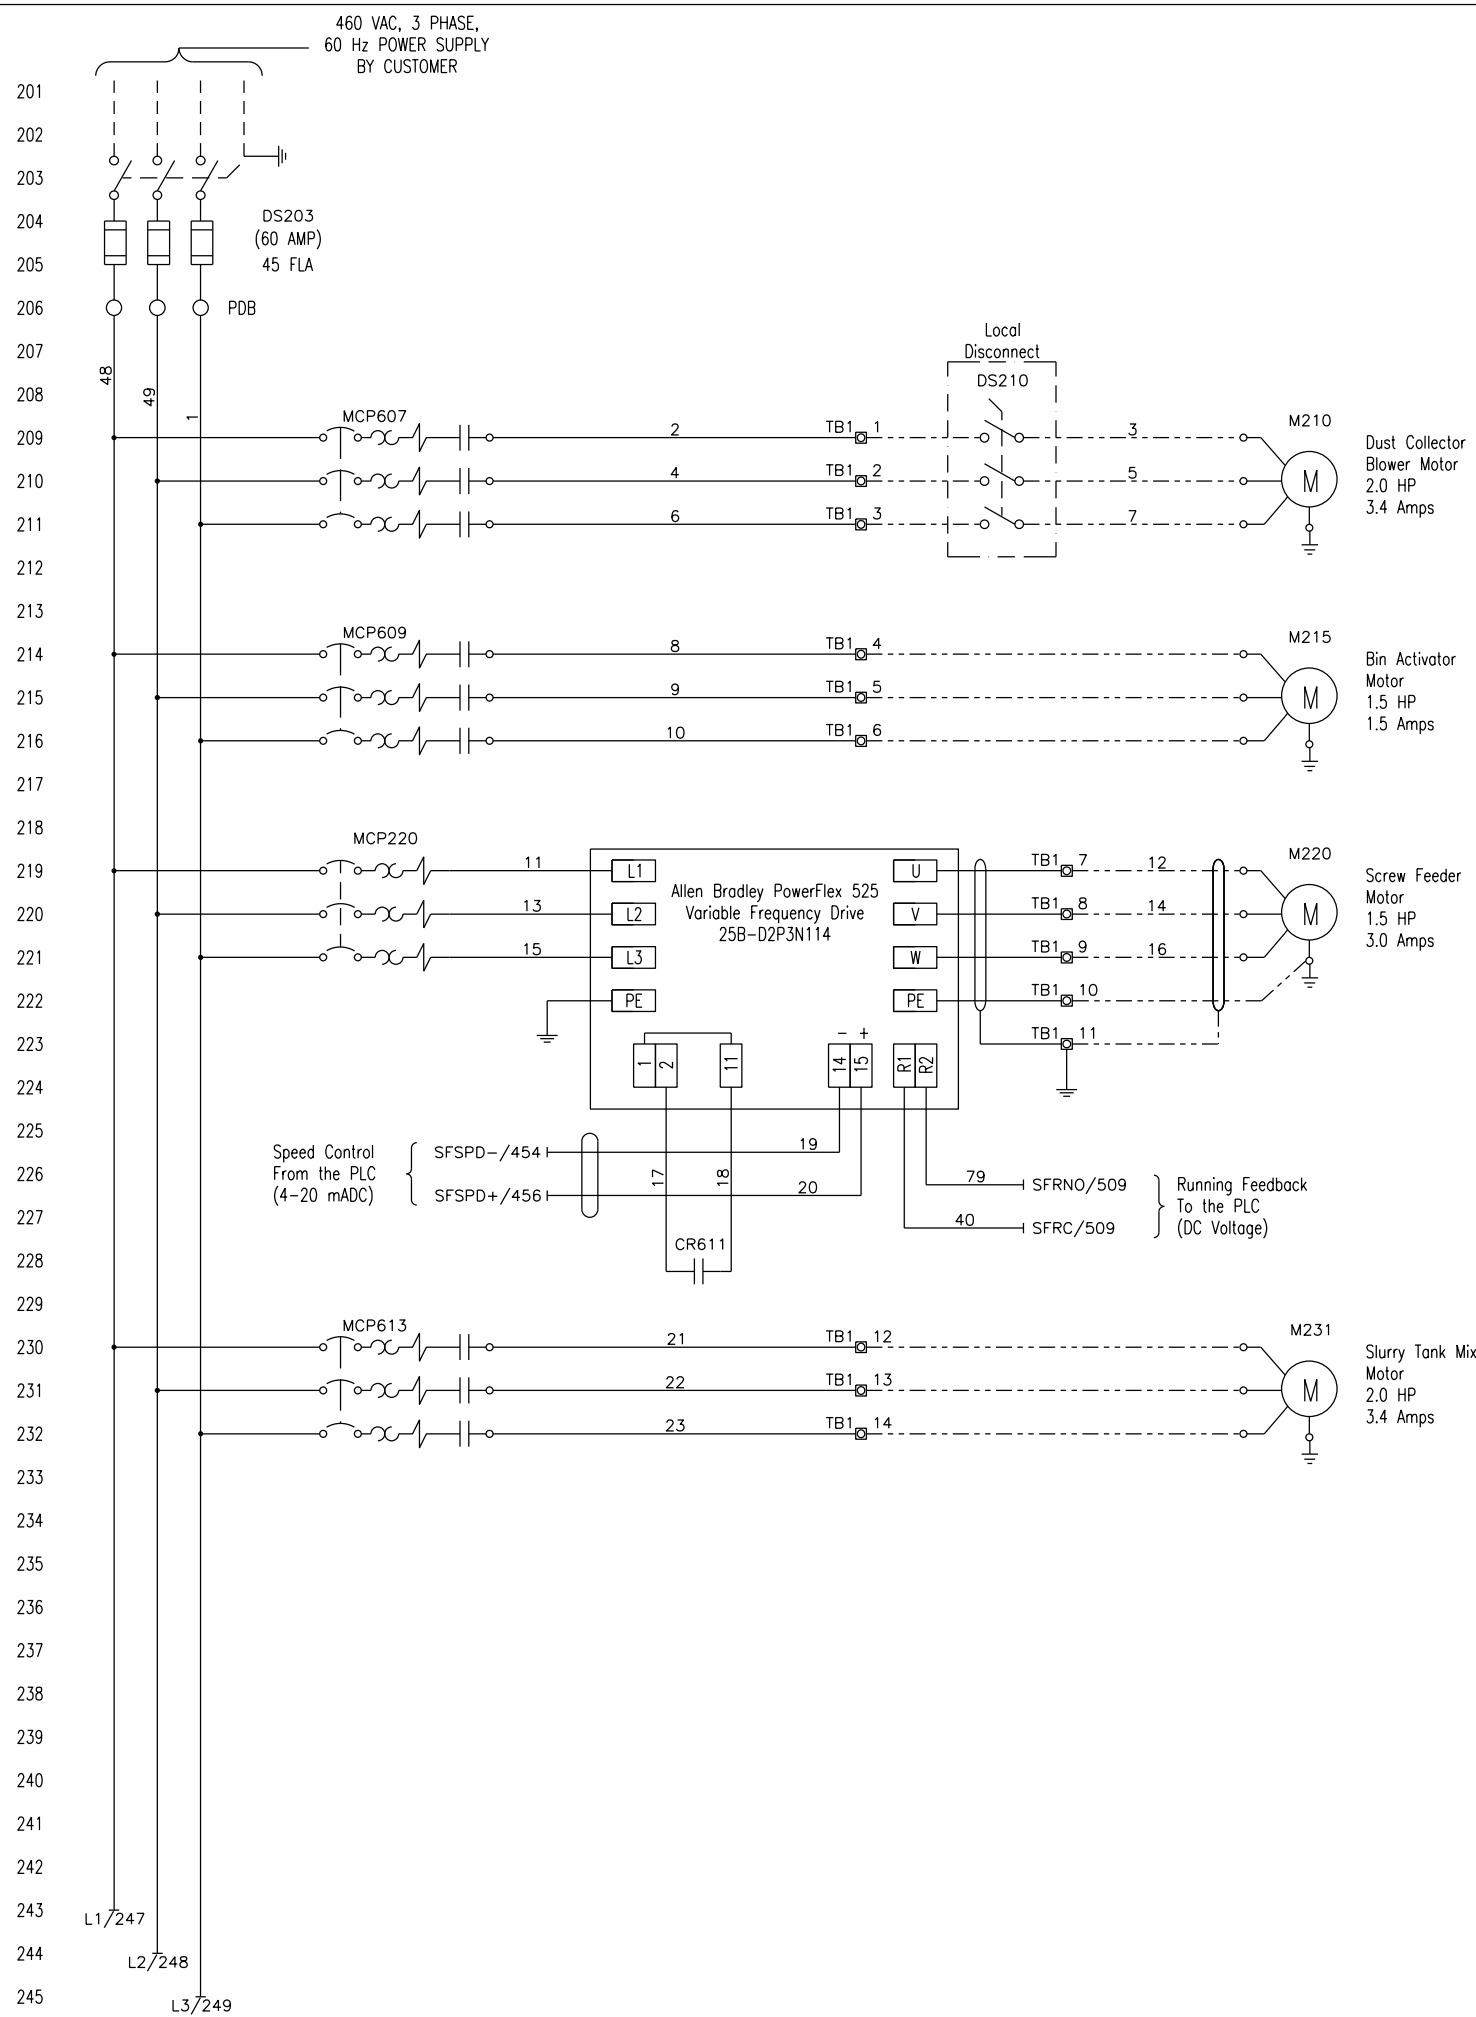 460 VAC, 3 PHASE,
60 Hz POWER SUPPLY
BY CUSTOMER
201
202
203
204
DS203
(60 AMP)
205
45 FLA
206
PDB
207
Local
Disconnect
48
49
1
208
DS210
MCP607
M210
209
2
TB1 1
3
Dust Collector
Blower Motor
2.0 HP
3.4 Amps
210
4
TB1 2
5
M
211
6
TB1 3
7
212
213
MCP609
M215
214
8
TB1 4
Bin Activator
Motor
1.5 HP
1.5 Amps
215
9
TB1 5
M
216
10
TB1 6
217
218
MCP220
M220
219
11
L1
U
TB1 7
12
Allen Bradley PowerFlex 525
Variable Frequency Drive
25B-D2P3N114
Screw Feeder
Motor
1.5 HP
3.0 Amps
220
13
L2
V
TB1 8
14
M
221
15
L3
W
TB1 9
16
222
PE
PE
TB1 10
223
- +
TB1 11
1
2
11
14
15
R1
R2
224
225
Speed Control
From the PLC
(4-20 mADC)
SFSPD-/454
19
226
17
18
SFSPD+/456
20
79
SFRNO/509
Running Feedback
To the PLC
(DC Voltage)
227
40
SFRC/509
228
CR611
229
MCP613
M231
230
21
TB1 12
Slurry Tank Mix
Motor
2.0 HP
3.4 Amps
231
22
TB1 13
M
232
23
TB1 14
233
234
235
236
237
238
239
240
241
242
243
L1/247
244
L2/248
245
L3/249